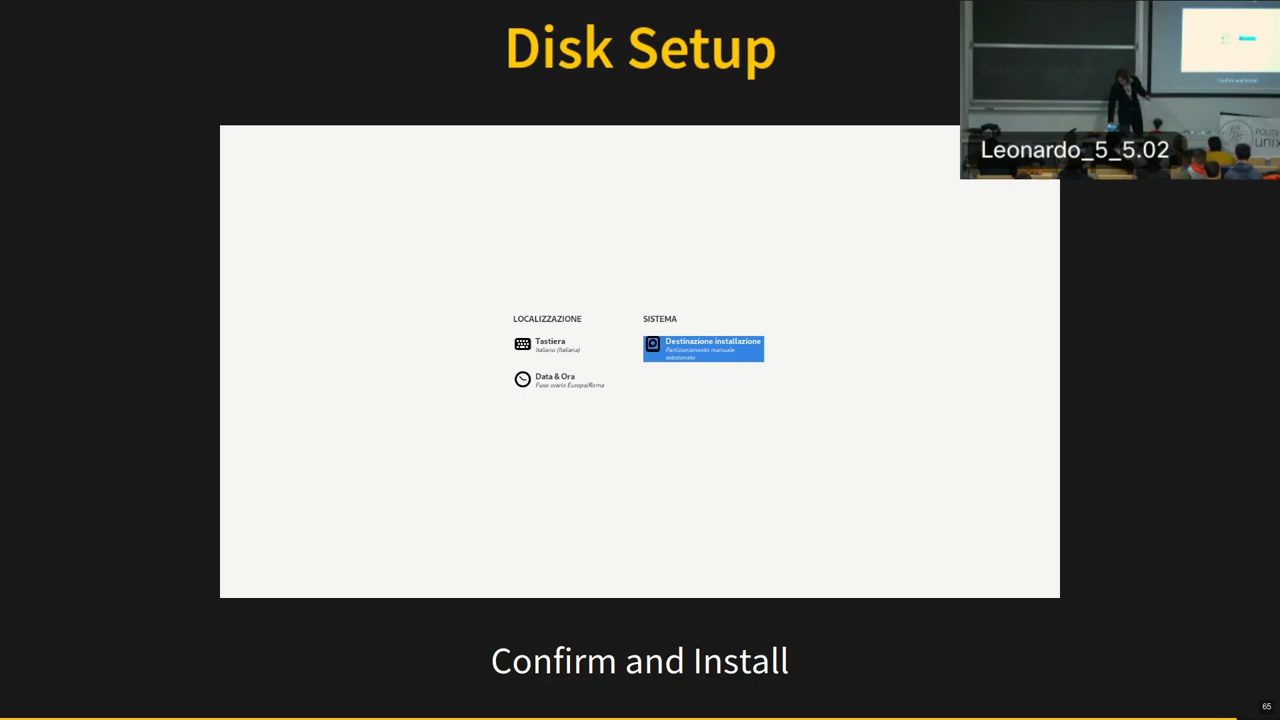 Disk Setup
Leonardo_5_5.02
LOCALIZZAZIONE
Tastiera
Italiano (Italiana)
Data & Ora
Fuso orario Europa/Roma
SISTEMA
Destinazione installazione
Partizionamento manuale
selezionato
Confirm and Install
65